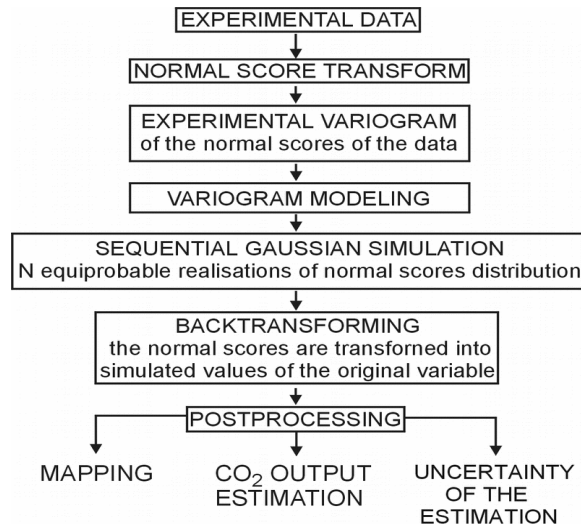 EXPERIMENTAL DATA
NORMAL SCORE TRANSFORM
EXPERIMENTAL VARIOGRAM
of the normal scores of the data
VARIOGRAM MODELING
SEQUENTIAL GAUSSIAN SIMULATION
N equiprobable realisations of normal scores distribution
BACKTRANSFORMING
the normal scores are transforned into
simulated values of the original variable
POSTPROCESSING
MAPPING
CO₂ OUTPUT
ESTIMATION
UNCERTAINTY
OF THE
ESTIMATION